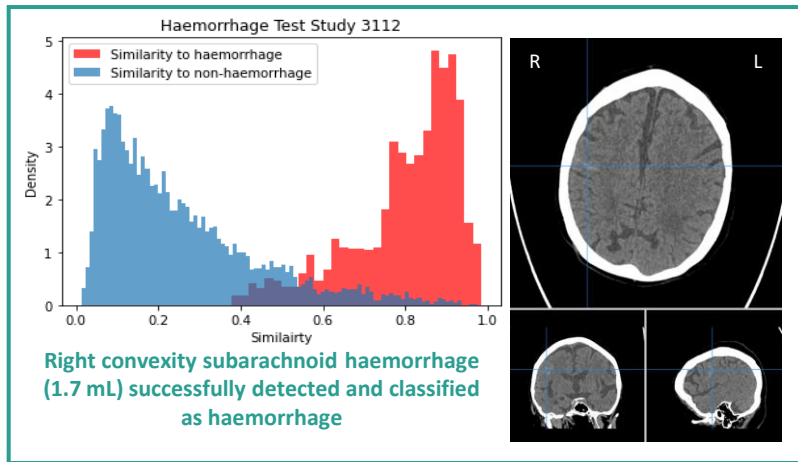 Haemorrhage Test Study 3112
Similarity to haemorrhage
Similarity to non-haemorrhage
5
4
3
2
1
0
Density
0.0 0.2 0.4 0.6 0.8 1.0
Similairty
Right convexity subarachnoid haemorrhage
(1.7 mL) successfully detected and classified
as haemorrhage
R L